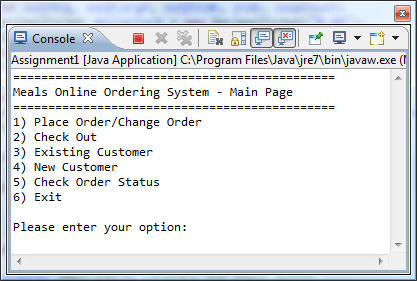 Console
Assignment1 [Java Application] C:\Program Files\Java\jre7\bin\javaw.exe (
========================================
Meals Online Ordering System - Main Page
========================================
1) Place Order/Change Order
2) Check Out
3) Existing Customer
4) New Customer
5) Check Order Status
6) Exit
Please enter your option: